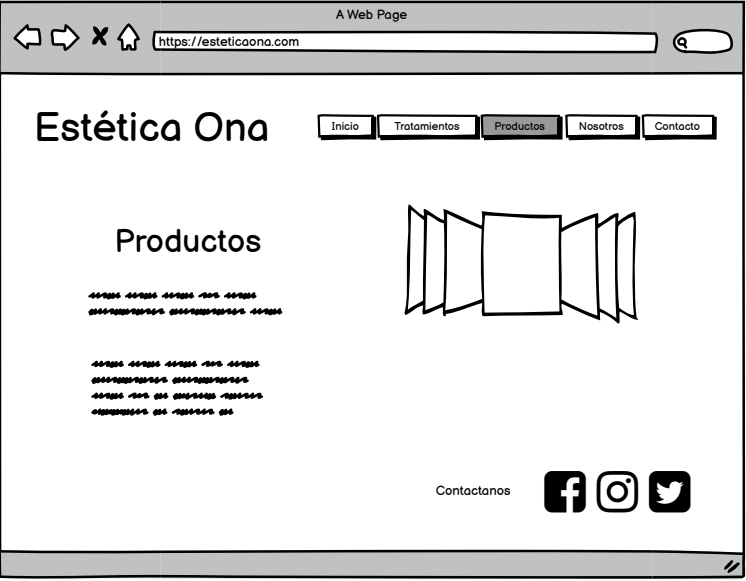 A Web Page
https://esteticaona.com
Estética Ona
Inicio
Tratamientos
Productos
Nosotros
Contacto
Productos
Contactanos